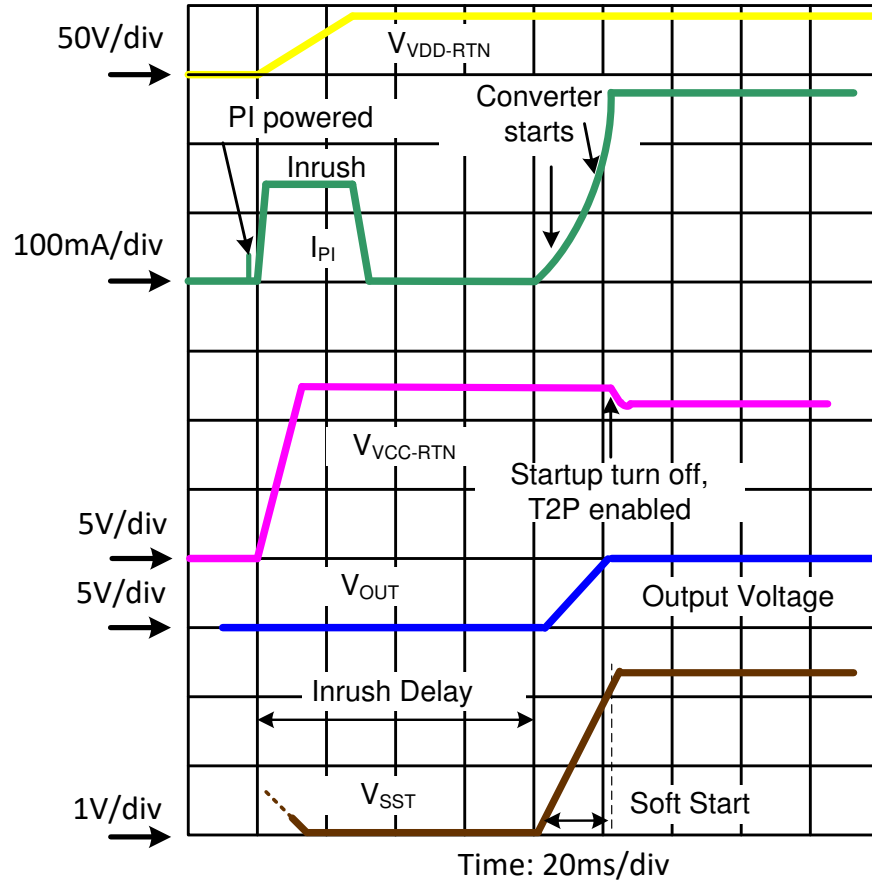 50V/div
VVDD-RTN
PI powered
Converter
starts
Inrush
100mA/div
IPI
VVCC-RTN
Startup turn off,
T2P enabled
5V/div
5V/div
VOUT
Output Voltage
Inrush Delay
1V/div
VSST
Soft Start
Time: 20ms/div